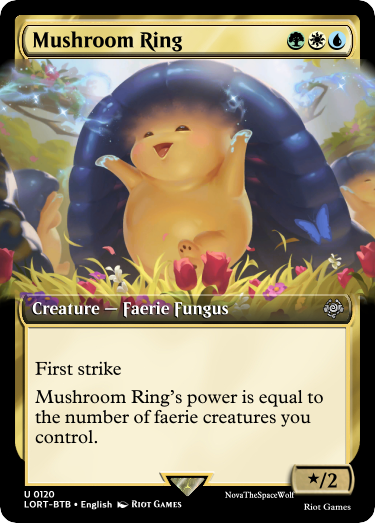 Mushroom Ring
Creature — Faerie Fungus
First strike
Mushroom Ring's power is equal to
the number of faerie creatures you
control.
★/2
U 0120
LORT-BTB • English Riot Games
NovaTheSpaceWolf
Riot Games